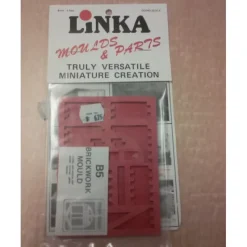 LiNKA
MOULDS & PARTS
TRULY VERSATILE
MINIATURE CREATION
B5
BRICKWORK
MOULD